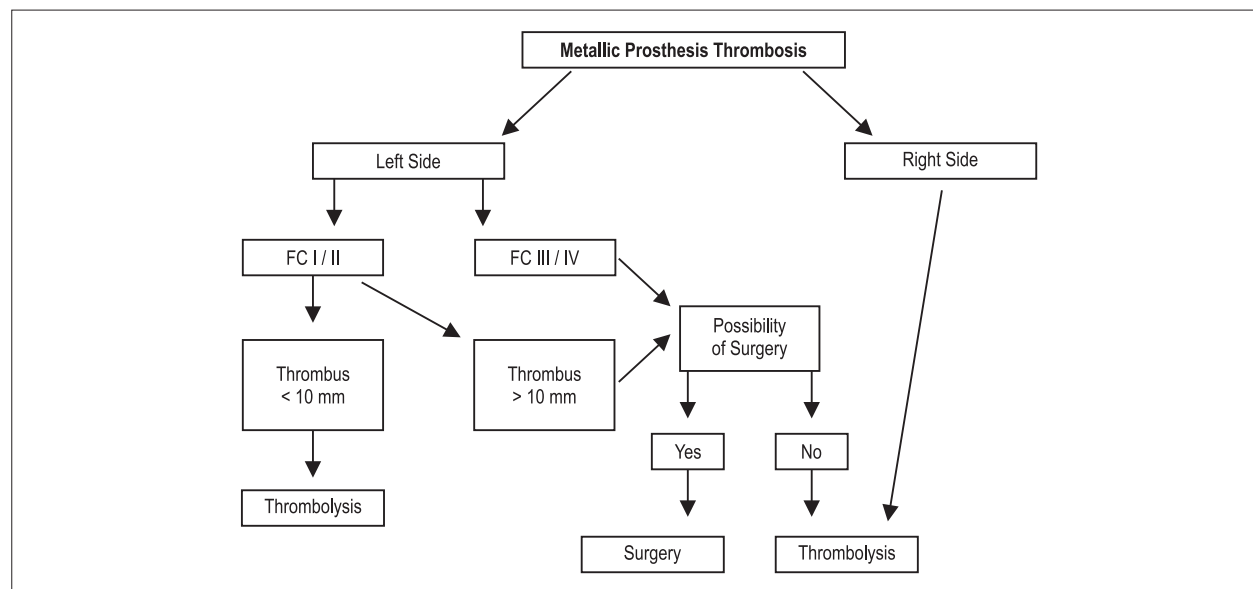 Metallic Prosthesis Thrombosis
Left Side
Right Side
FC I / II
FC III / IV
Possibility
of Surgery
Thrombus
< 10 mm
Thrombus
> 10 mm
Yes
No
Thrombolysis
Surgery
Thrombolysis